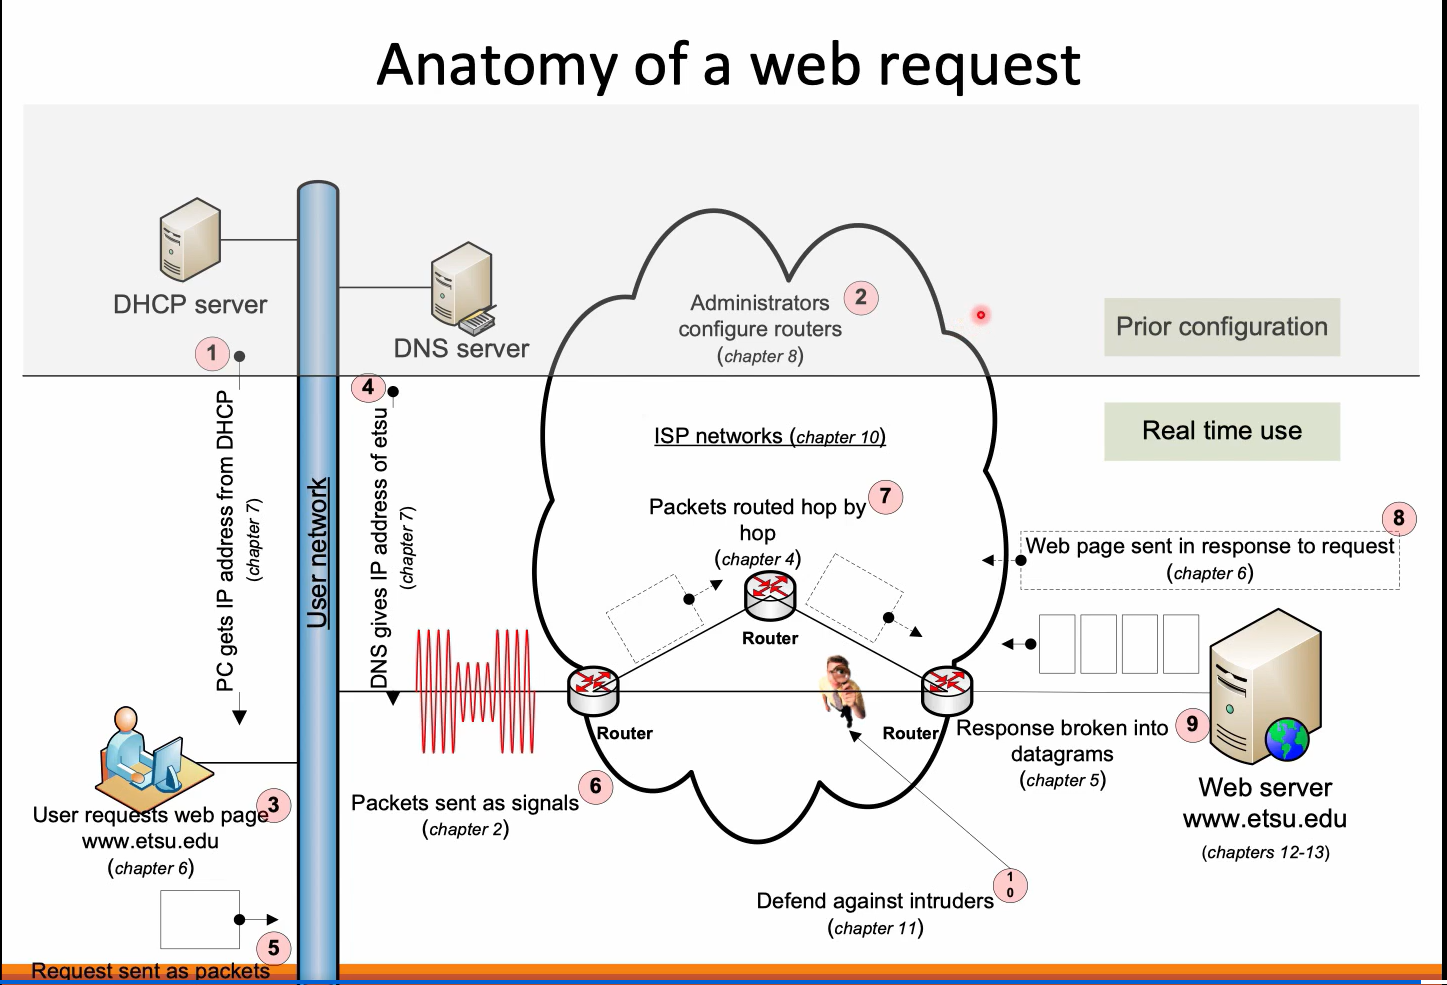 Anatomy of a web request
DHCP server
DNS server
Administrators
configure routers
(chapter 8)
2
Prior configuration
1
PC gets IP address from DHCP
(chapter 7)
User network
4
DNS gives IP address of etsu
(chapter 7)
ISP networks (chapter 10)
Real time use
Packets routed hop by
hop
(chapter 4)
7
8
Web page sent in response to request
(chapter 6)
Router
Router
Router
Response broken into
datagrams
(chapter 5)
9
Web server
www.etsu.edu
(chapters 12-13)
User requests web page
www.etsu.edu
(chapter 6)
3
Packets sent as signals
(chapter 2)
6
Defend against intruders
(chapter 11)
1
0
5
Request sent as packets